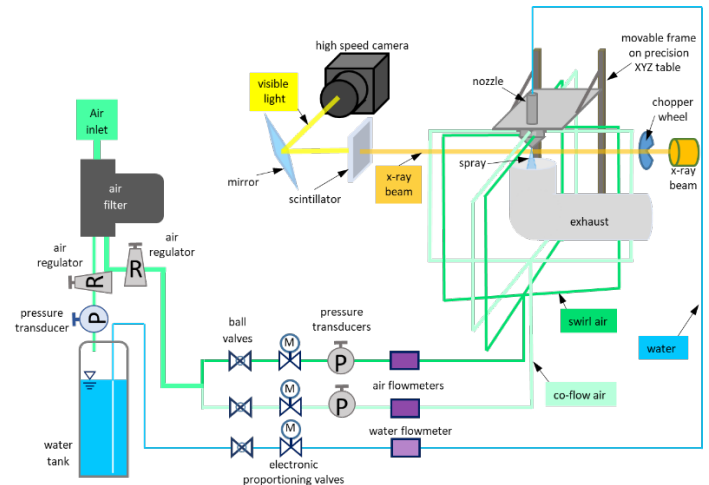 high speed camera
movable frame
on precision
XYZ table
nozzle
visible
light
chopper
wheel
Air
inlet
air
filter
mirror
scintillator
x-ray
beam
spray
x-ray
beam
exhaust
air
regulator
air
regulator
R
R
pressure
transducer
P
ball
valves
pressure
transducers
swirl air
water
M
P
air flowmeters
co-flow air
M
P
water flowmeter
M
water
tank
electronic
proportioning valves